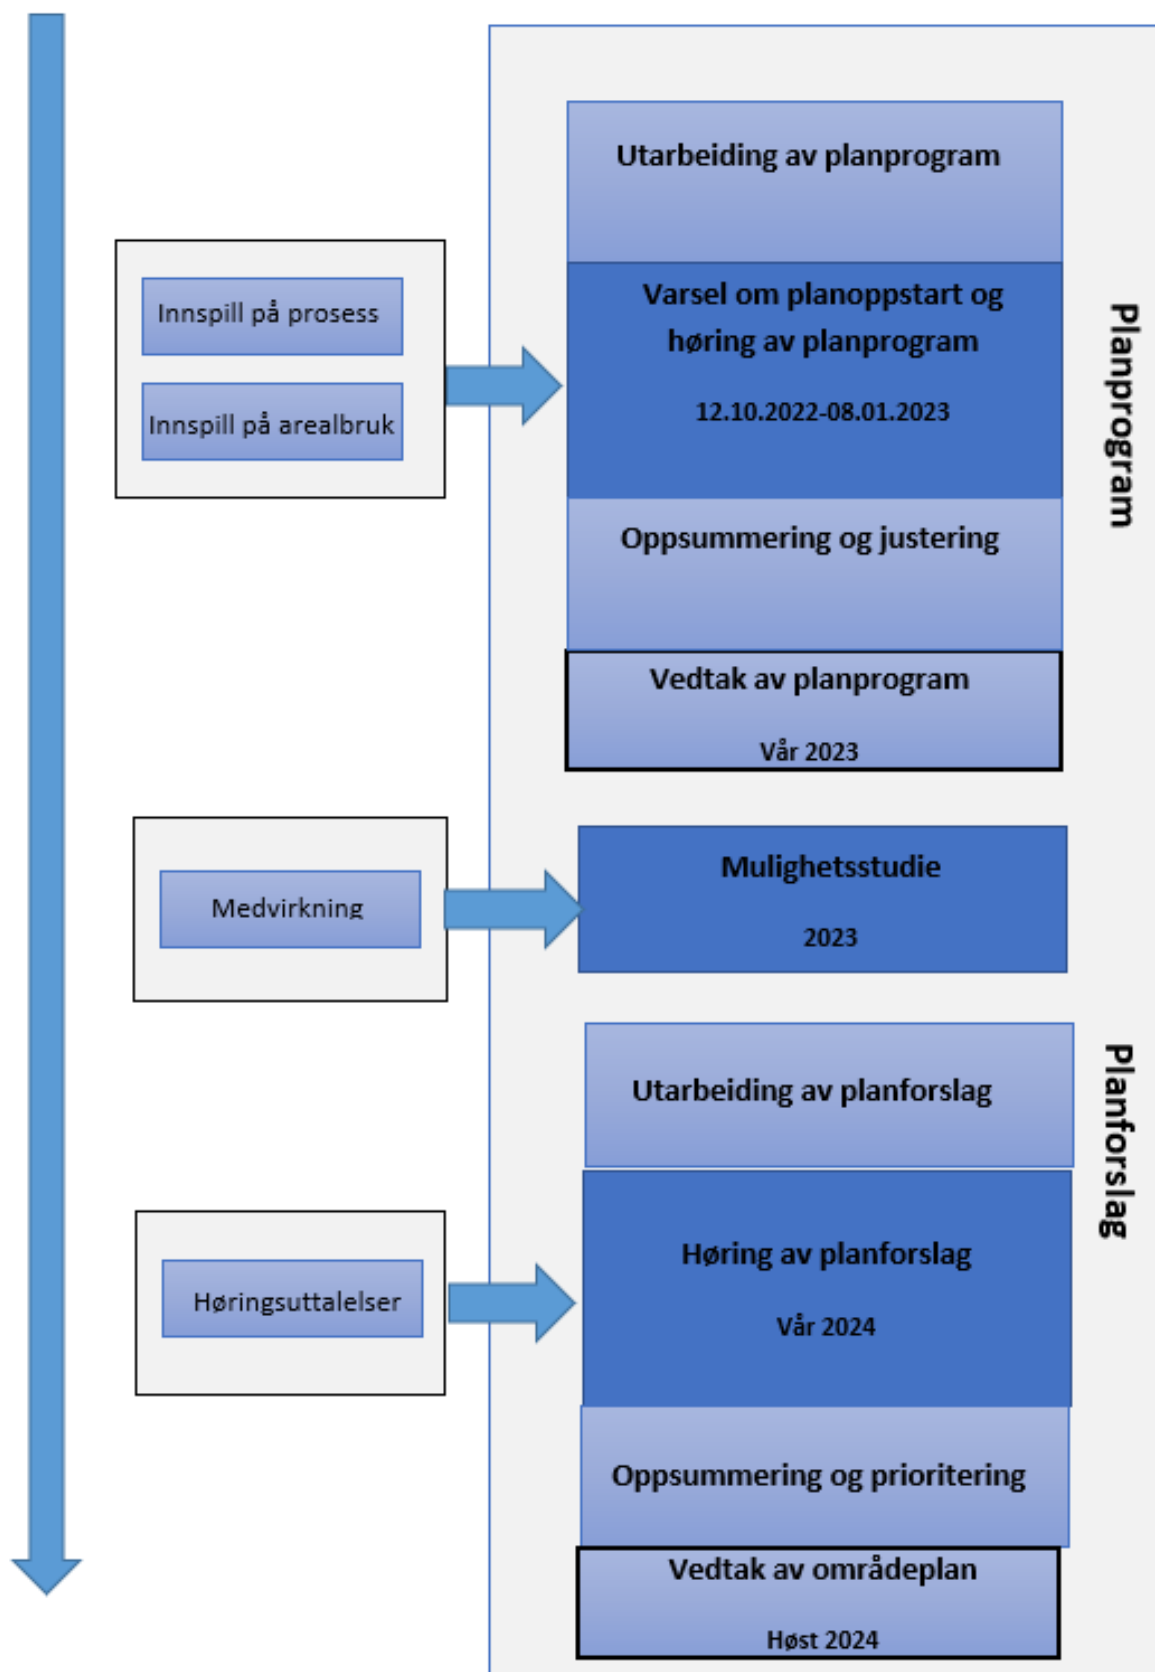 Utarbeiding av planprogram
Innspill på prosess
Innspill på arealbruk
Varsel om planoppstart og
høring av planprogram
12.10.2022-08.01.2023
Oppsummering og justering
Vedtak av planprogram
Vår 2023
Planprogram
Medvirkning
Mulighetsstudie
2023
Utarbeiding av planforslag
Høringsuttalelser
Høring av planforslag
Vår 2024
Oppsummering og prioritering
Vedtak av områdeplan
Høst 2024
Planforslag